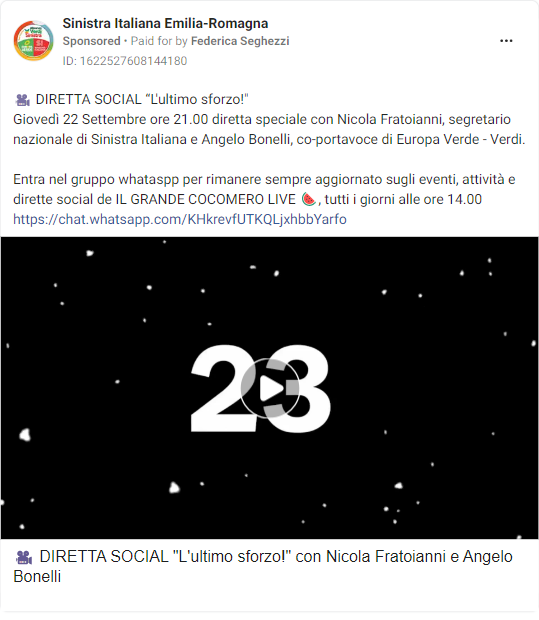 Sinistra Italiana Emilia-Romagna
Sponsored • Paid for by Federica Seghezzi
ID: 1622527608144180
🎥 DIRETTA SOCIAL “L'ultimo sforzo!"
Giovedì 22 Settembre ore 21.00 diretta speciale con Nicola Fratoianni, segretario
nazionale di Sinistra Italiana e Angelo Bonelli, co-portavoce di Europa Verde - Verdi.
Entra nel gruppo whataspp per rimanere sempre aggiornato sugli eventi, attività e
dirette social de IL GRANDE COCOMERO LIVE 🍉, tutti i giorni alle ore 14.00
https://chat.whatsapp.com/KHkrevfUTKQLjxhbbYarfo
23
🎥 DIRETTA SOCIAL "L'ultimo sforzo!" con Nicola Fratoianni e Angelo
Bonelli